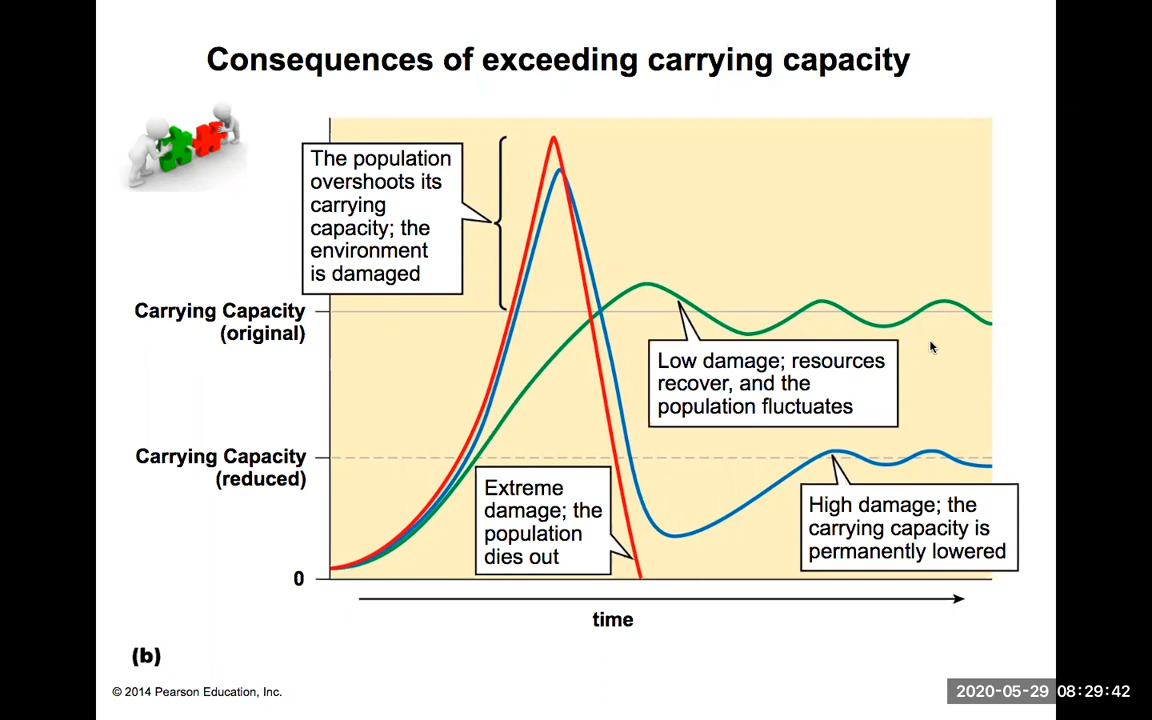 Consequences of exceeding carrying capacity
The population
overshoots its
carrying
capacity; the
environment
is damaged
Carrying Capacity
(original)
Low damage; resources
recover, and the
population fluctuates
Carrying Capacity
(reduced)
Extreme
damage; the
population
dies out
High damage; the
carrying capacity is
permanently lowered
0
time
(b)
© 2014 Pearson Education, Inc.
2020-05-29 08:29:42